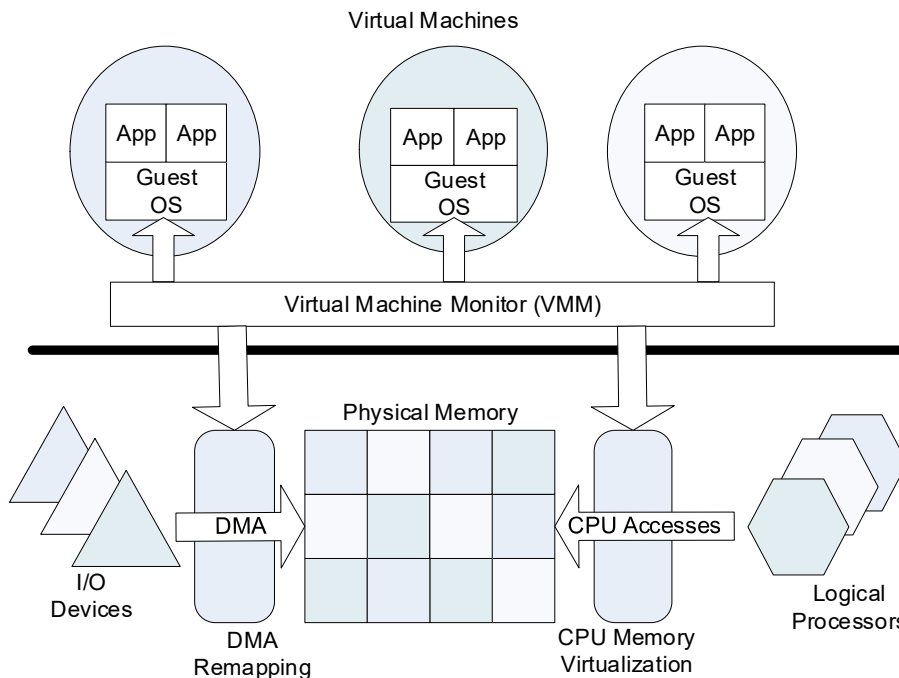 Virtual Machines
App App
Guest
OS
App App
Guest
OS
App App
Guest
OS
Virtual Machine Monitor (VMM)
Physical Memory
DMA
CPU Accesses
I/O
Devices
DMA
Remapping
CPU Memory
Virtualization
Logical
Processors